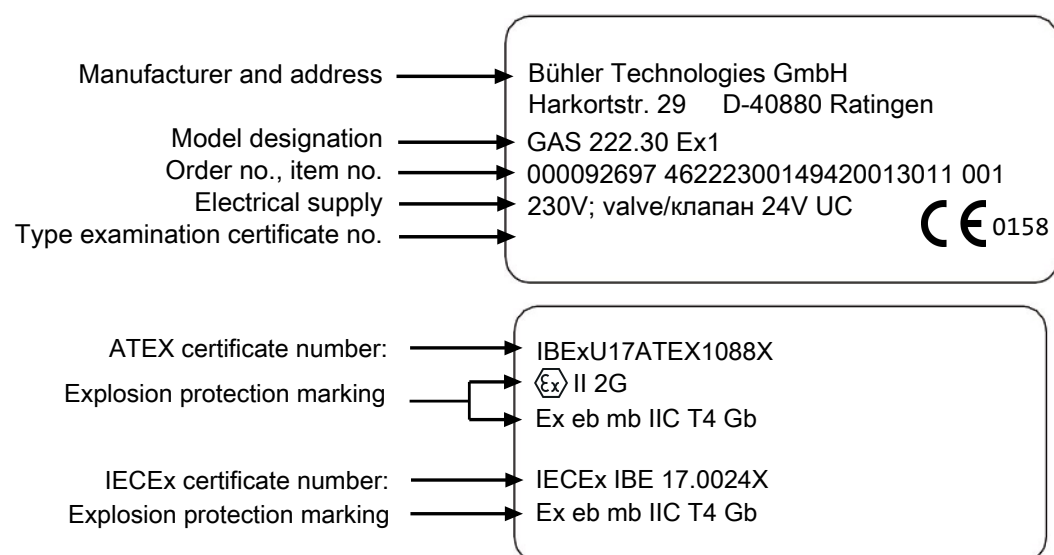 Manufacturer and address
Bühler Technologies GmbH
Harkortstr. 29 D-40880 Ratingen
Model designation
GAS 222.30 Ex1
Order no., item no.
000092697 46222300149420013011 001
Electrical supply
230V; valve/клапан 24V UC
CE 0158
Type examination certificate no.
ATEX certificate number:
IBExU17ATEX1088X
Explosion protection marking
Ex II 2G
Ex eb mb IIC T4 Gb
IECEx certificate number:
IECEx IBE 17.0024X
Explosion protection marking
Ex eb mb IIC T4 Gb